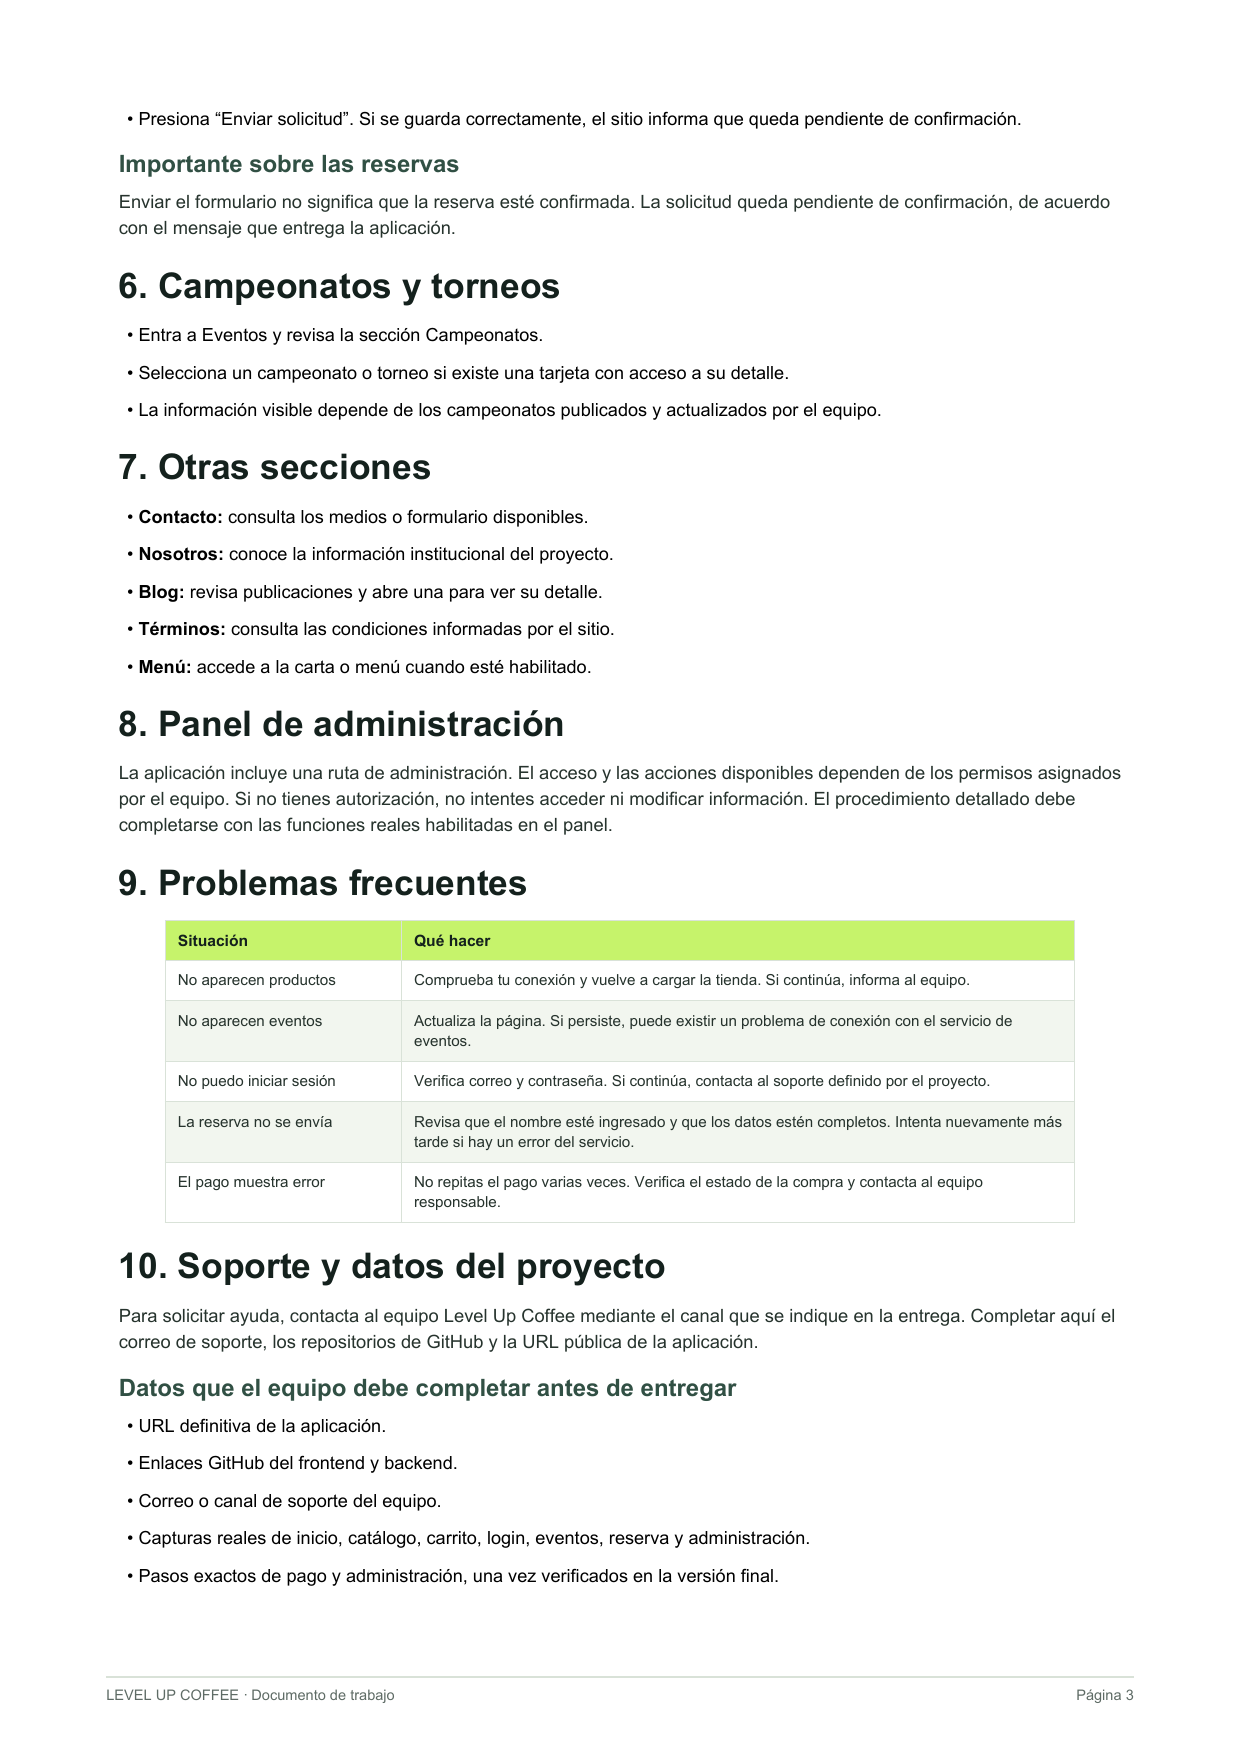 • Presiona “Enviar solicitud”. Si se guarda correctamente, el sitio informa que queda pendiente de confirmación.
Importante sobre las reservas
Enviar el formulario no significa que la reserva esté confirmada. La solicitud queda pendiente de confirmación, de acuerdo
con el mensaje que entrega la aplicación.
6. Campeonatos y torneos
• Entra a Eventos y revisa la sección Campeonatos.
• Selecciona un campeonato o torneo si existe una tarjeta con acceso a su detalle.
• La información visible depende de los campeonatos publicados y actualizados por el equipo.
7. Otras secciones
• Contacto: consulta los medios o formulario disponibles.
• Nosotros: conoce la información institucional del proyecto.
• Blog: revisa publicaciones y abre una para ver su detalle.
• Términos: consulta las condiciones informadas por el sitio.
• Menú: accede a la carta o menú cuando esté habilitado.
8. Panel de administración
La aplicación incluye una ruta de administración. El acceso y las acciones disponibles dependen de los permisos asignados
por el equipo. Si no tienes autorización, no intentes acceder ni modificar información. El procedimiento detallado debe
completarse con las funciones reales habilitadas en el panel.
9. Problemas frecuentes
Situación Qué hacer
No aparecen productos Comprueba tu conexión y vuelve a cargar la tienda. Si continúa, informa al equipo.
No aparecen eventos Actualiza la página. Si persiste, puede existir un problema de conexión con el servicio de
eventos.
No puedo iniciar sesión Verifica correo y contraseña. Si continúa, contacta al soporte definido por el proyecto.
La reserva no se envía Revisa que el nombre esté ingresado y que los datos estén completos. Intenta nuevamente más
tarde si hay un error del servicio.
El pago muestra error No repitas el pago varias veces. Verifica el estado de la compra y contacta al equipo
responsable.
10. Soporte y datos del proyecto
Para solicitar ayuda, contacta al equipo Level Up Coffee mediante el canal que se indique en la entrega. Completar aquí el
correo de soporte, los repositorios de GitHub y la URL pública de la aplicación.
Datos que el equipo debe completar antes de entregar
• URL definitiva de la aplicación.
• Enlaces GitHub del frontend y backend.
• Correo o canal de soporte del equipo.
• Capturas reales de inicio, catálogo, carrito, login, eventos, reserva y administración.
• Pasos exactos de pago y administración, una vez verificados en la versión final.
LEVEL UP COFFEE · Documento de trabajo Página 3